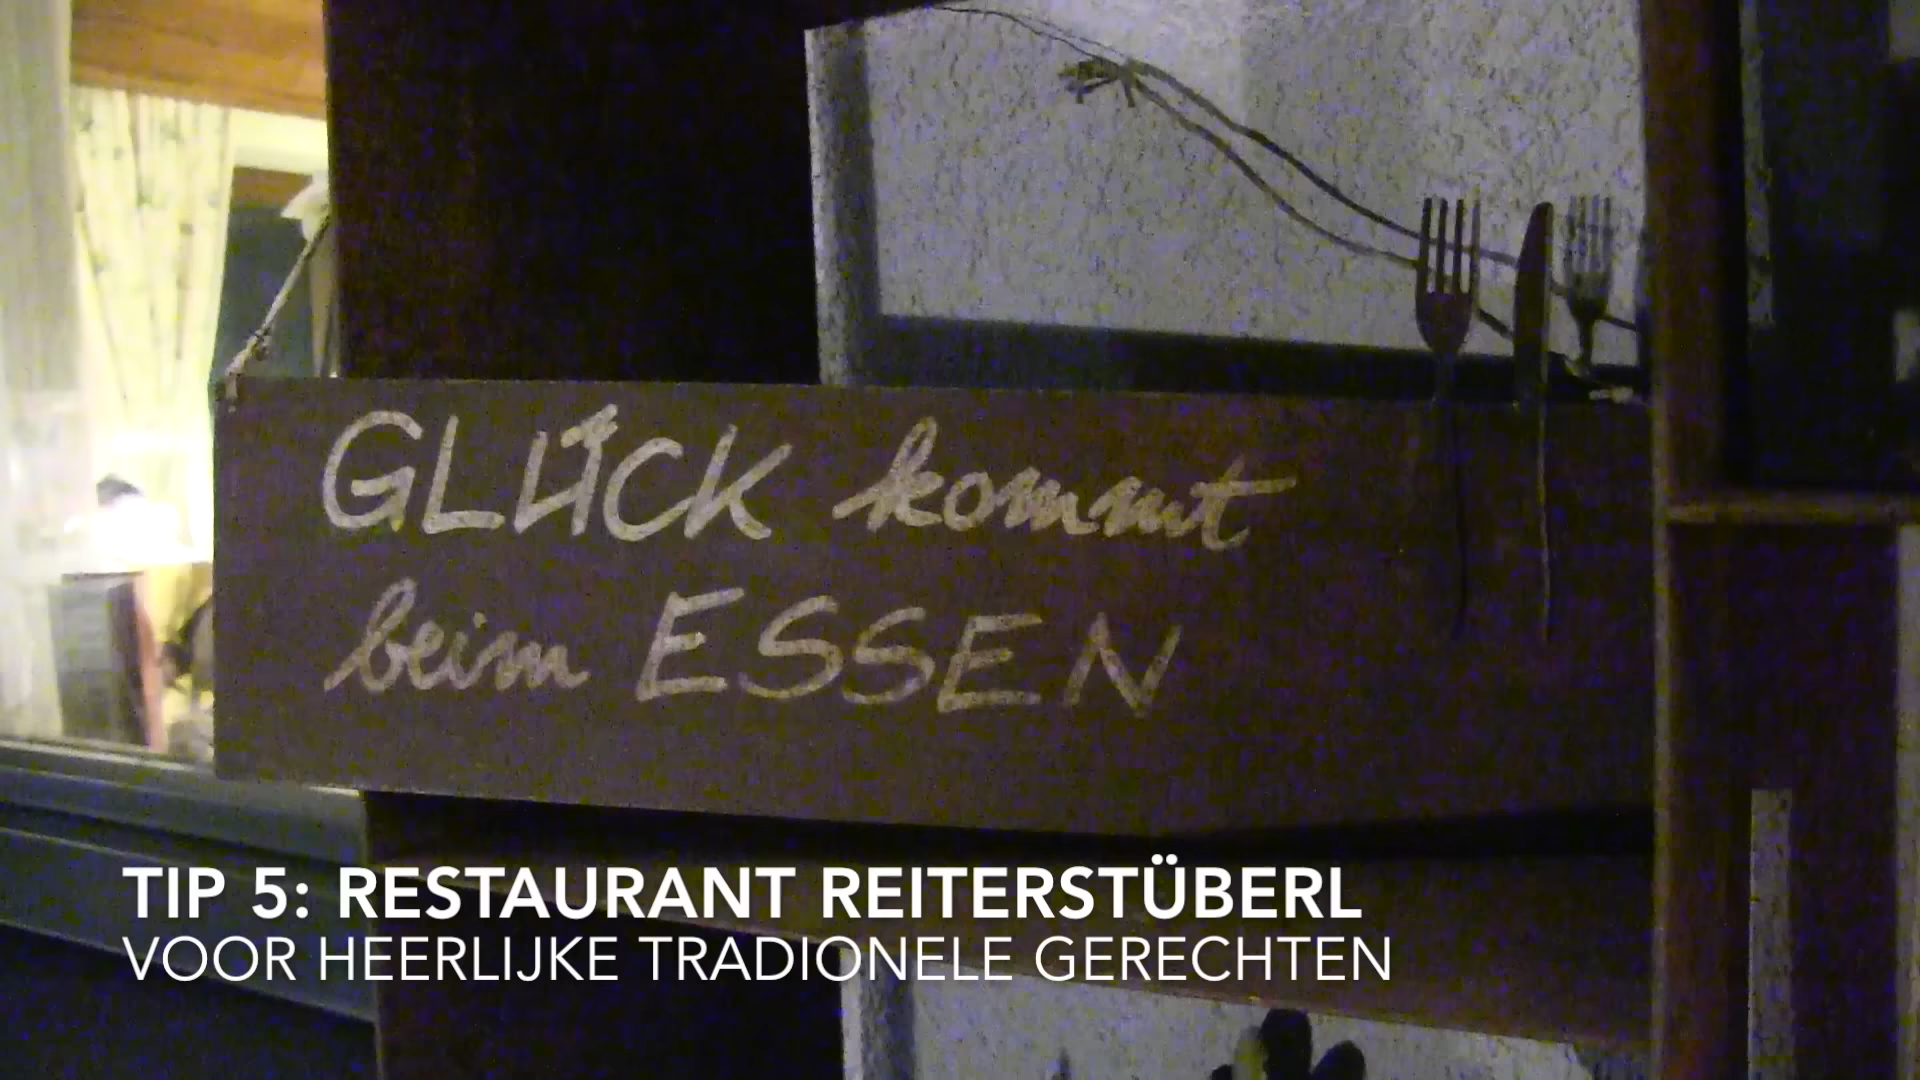 GLÜCK kommt
beim ESSEN
TIP 5: RESTAURANT REITERSTÜBERL
VOOR HEERLIJKE TRADIONELE GERECHTEN